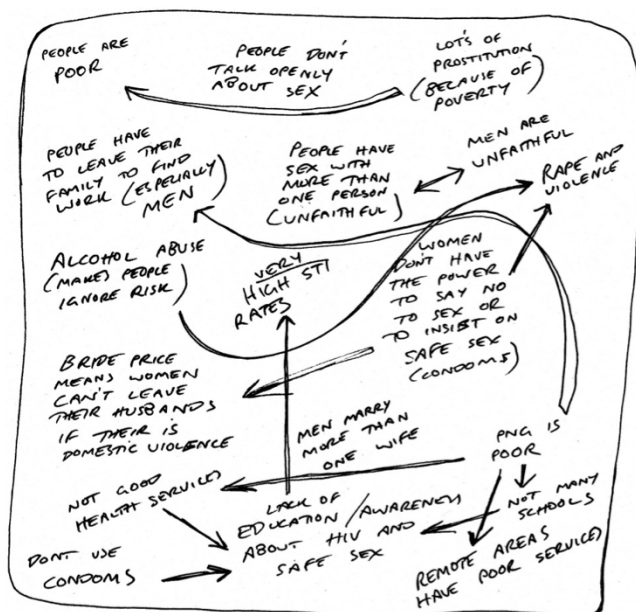 PEOPLE ARE
POOR
PEOPLE DON'T
TALK OPENLY
ABOUT SEX
LOT'S OF
PROSTITUTION
(BECAUSE OF
POVERTY)
PEOPLE HAVE
TO LEAVE THEIR
FAMILY TO FIND
WORK (ESPECIALLY
MEN
PEOPLE HAVE
SEX WITH
MORE THAN
ONE PERSON
(UNFAITHFUL)
MEN ARE
UNFAITHFUL
RAPE AND
VIOLENCE
ALCOHOL ABUSE
(MAKES) PEOPLE
IGNORE RISK)
VERY
HIGH STI
RATES
WOMEN
DON'T HAVE
THE POWER
TO SAY NO
TO SEX OR
TO INSIST ON
SAFE SEX
(CONDOMS)
BRIDE PRICE
MEANS WOMEN
CAN'T LEAVE
THEIR HUSBANDS
IF THEIR IS
DOMESTIC VIOLENCE
MEN MARRY
MORE THAN
ONE WIFE
PNG IS
POOR
NOT GOOD
HEALTH SERVICES
LACK OF
EDUCATION / AWARENESS
ABOUT HIV AND
SAFE SEX
NOT MANY
SCHOOLS
DON'T USE
CONDOMS
REMOTE AREAS
HAVE POOR SERVICES